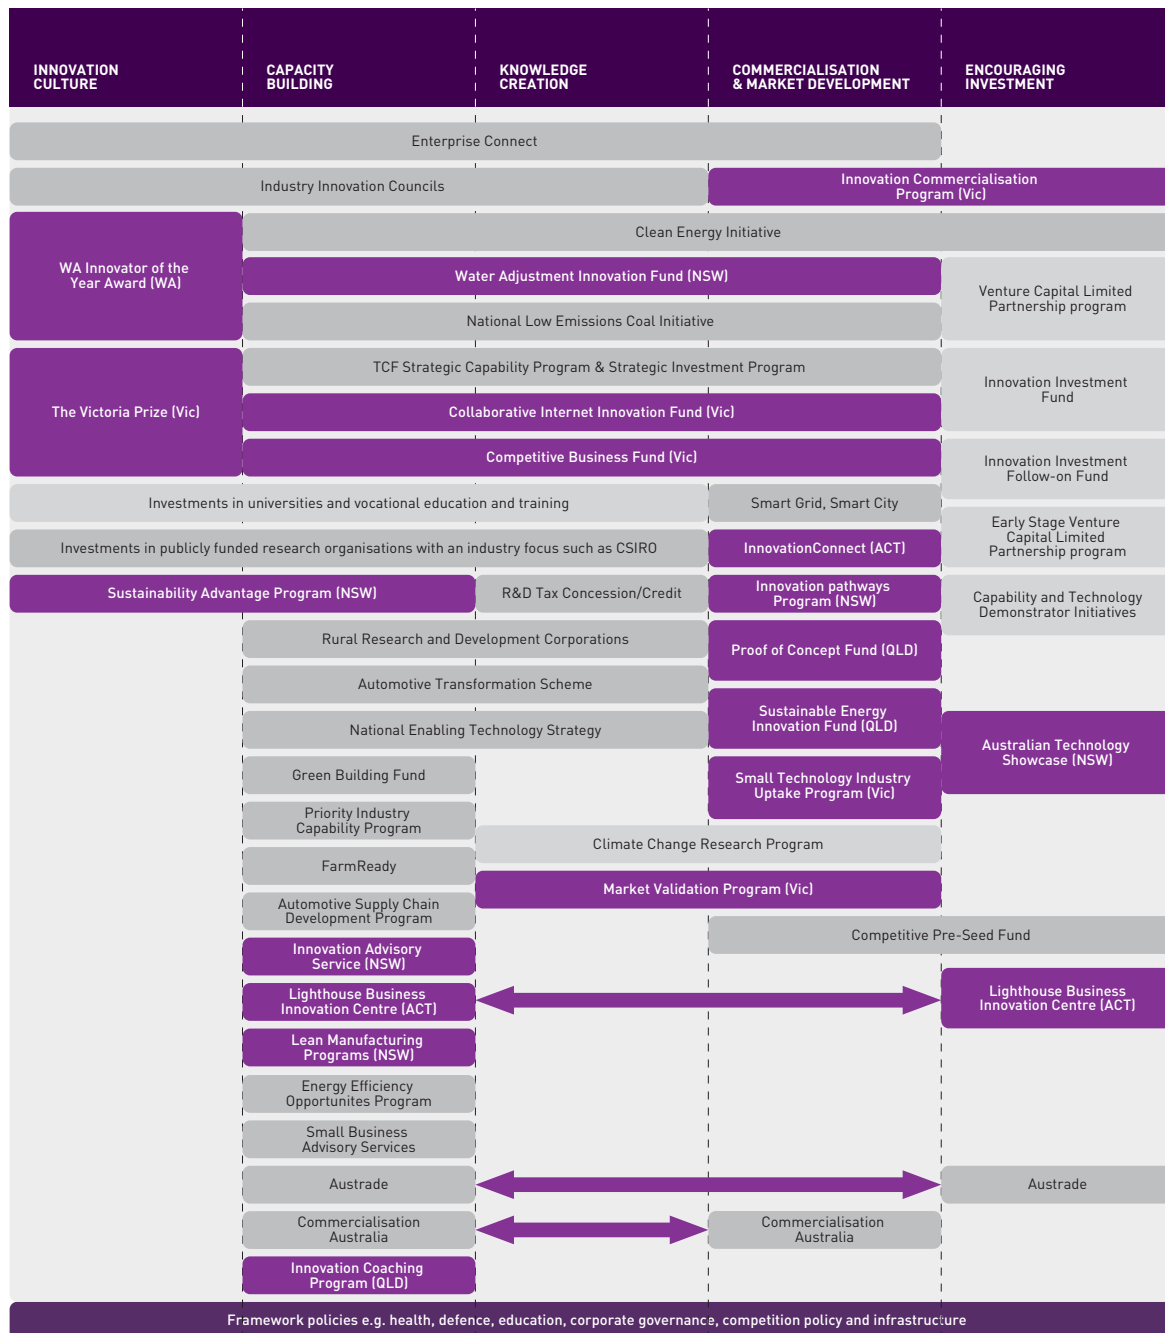 INNOVATION
CULTURE
CAPACITY
BUILDING
KNOWLEDGE
CREATION
COMMERCIALISATION
& MARKET DEVELOPMENT
ENCOURAGING
INVESTMENT
Enterprise Connect
Industry Innovation Councils
Innovation Commercialisation
Program (Vic)
WA Innovator of the
Year Award (WA)
Clean Energy Initiative
Water Adjustment Innovation Fund (NSW)
Venture Capital Limited
Partnership program
National Low Emissions Coal Initiative
The Victoria Prize (Vic)
TCF Strategic Capability Program & Strategic Investment Program
Innovation Investment
Fund
Collaborative Internet Innovation Fund (Vic)
Competitive Business Fund (Vic)
Innovation Investment
Follow-on Fund
Investments in universities and vocational education and training
Smart Grid, Smart City
Early Stage Venture
Capital Limited
Partnership program
Investments in publicly funded research organisations with an industry focus such as CSIRO
InnovationConnect (ACT)
Sustainability Advantage Program (NSW)
R&D Tax Concession/Credit
Innovation pathways
Program (NSW)
Capability and Technology
Demonstrator Initiatives
Rural Research and Development Corporations
Proof of Concept Fund (QLD)
Automotive Transformation Scheme
Sustainable Energy
Innovation Fund (QLD)
National Enabling Technology Strategy
Australian Technology
Showcase (NSW)
Green Building Fund
Small Technology Industry
Uptake Program (Vic)
Priority Industry
Capability Program
Climate Change Research Program
FarmReady
Market Validation Program (Vic)
Automotive Supply Chain
Development Program
Competitive Pre-Seed Fund
Innovation Advisory
Service (NSW)
Lighthouse Business
Innovation Centre (ACT)
Lighthouse Business
Innovation Centre (ACT)
Lean Manufacturing
Programs (NSW)
Energy Efficiency
Opportunites Program
Small Business
Advisory Services
Austrade
Austrade
Commercialisation
Australia
Commercialisation
Australia
Innovation Coaching
Program (QLD)
Framework policies e.g. health, defence, education, corporate governance, competition policy and infrastructure